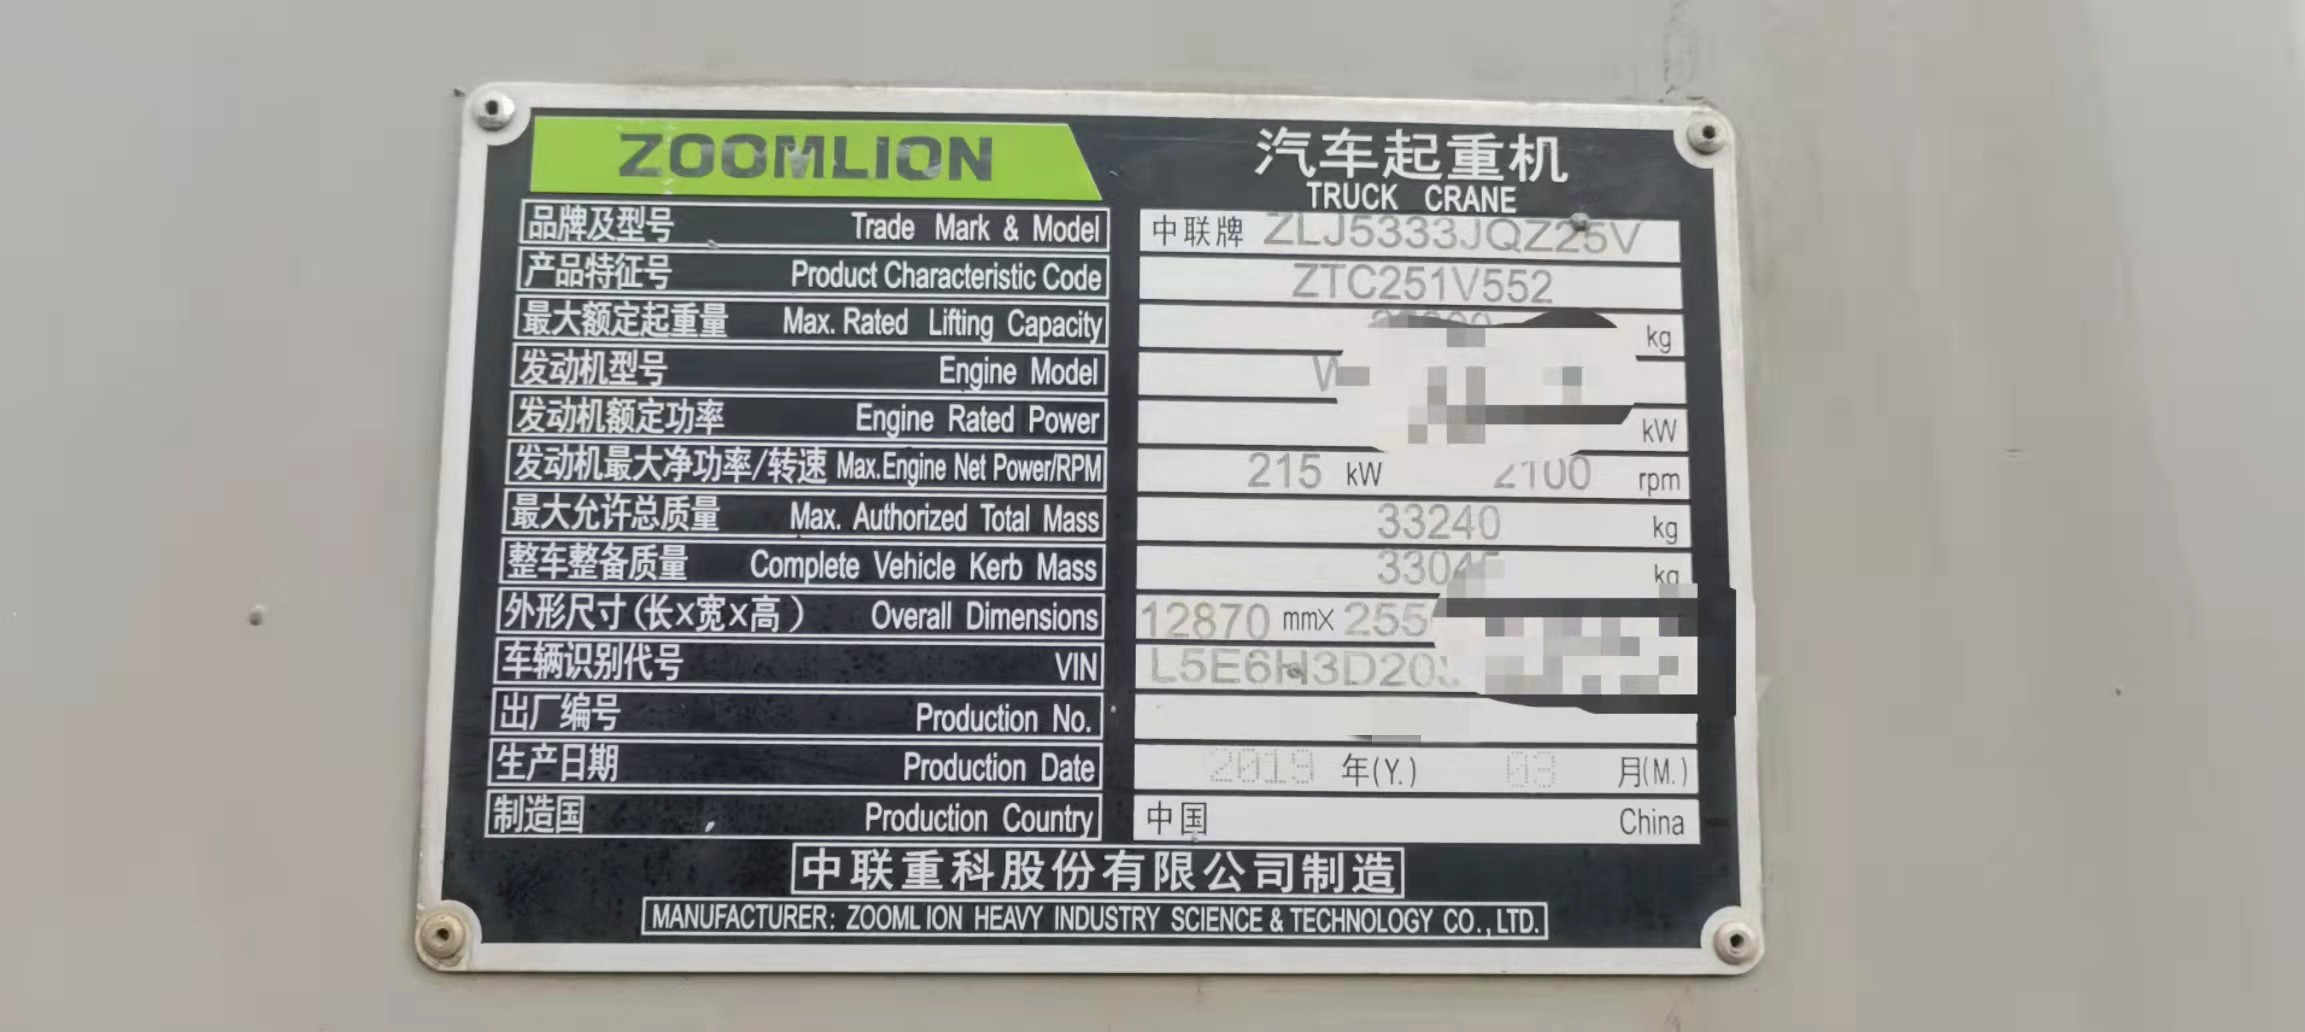 ZOOMLION
汽车起重机
TRUCK CRANE
品牌及型号 Trade Mark & Model 中联牌 ZLJ5333JQZ25V
产品特征号 Product Characteristic Code ZTC251V552
最大额定起重量 Max. Rated Lifting Capacity kg
发动机型号 Engine Model
发动机额定功率 Engine Rated Power kW
发动机最大净功率/转速 Max.Engine Net Power/RPM 215 kW 2100 rpm
最大允许总质量 Max. Authorized Total Mass 33240 kg
整车整备质量 Complete Vehicle Kerb Mass kg
外形尺寸(长X宽X高) Overall Dimensions 12870 mmX
车辆识别代号 VIN
出厂编号 Production No.
生产日期 Production Date 2019 年(Y.) 03 月(M.)
制造国 Production Country 中国 China
中联重科股份有限公司制造
MANUFACTURER: ZOOMLION HEAVY INDUSTRY SCIENCE & TECHNOLOGY CO., LTD.